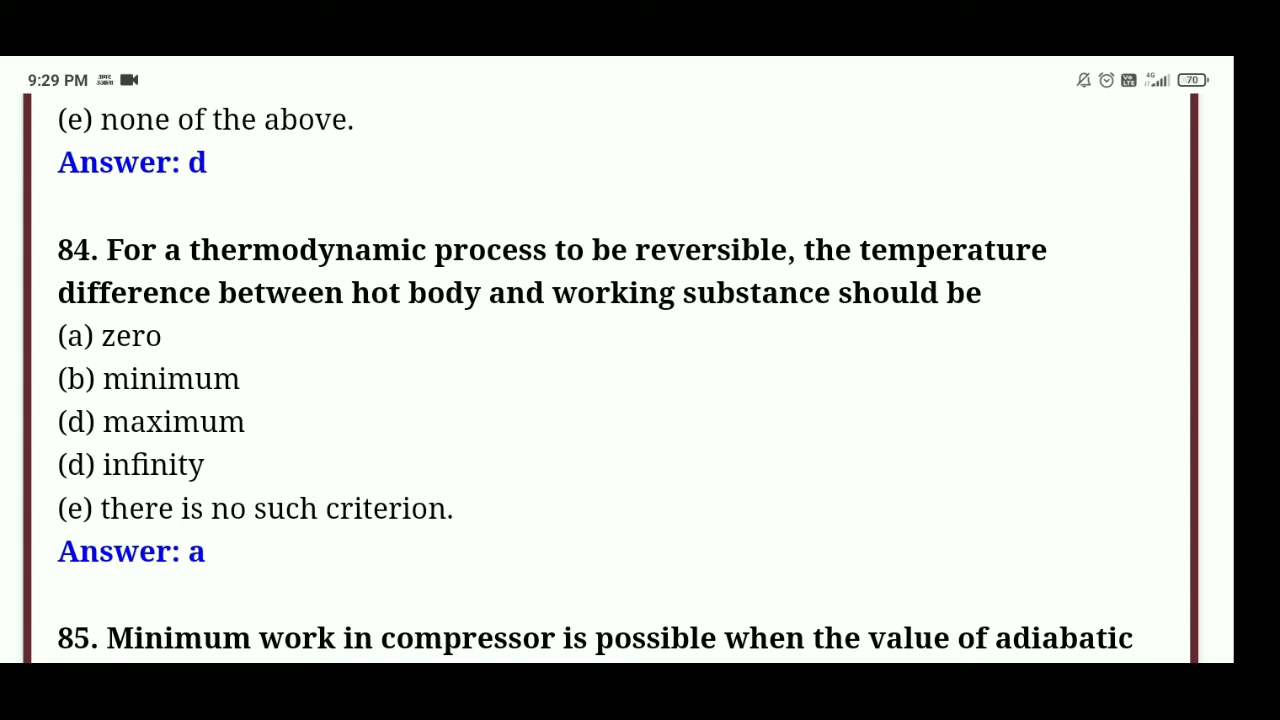 9:29 PM
4G
70
(e) none of the above.
Answer: d
84. For a thermodynamic process to be reversible, the temperature
difference between hot body and working substance should be
(a) zero
(b) minimum
(d) maximum
(d) infinity
(e) there is no such criterion.
Answer: a
85. Minimum work in compressor is possible when the value of adiabatic